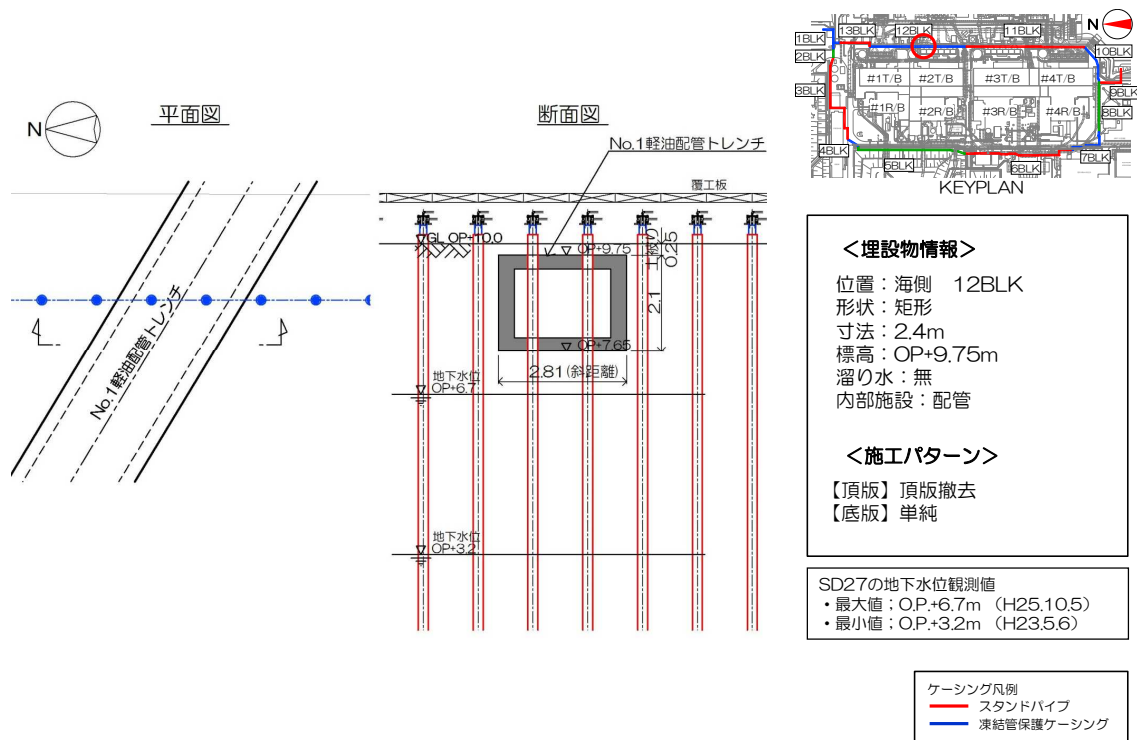 平面図
N
No.1軽油配管トレンチ
断面図
No.1軽油配管トレンチ
覆工板
GL OP+10.0
OP+9.75
土被り
0.25
2.1
OP+7.65
2.81(斜距離)
地下水位
OP+6.7
地下水位
OP+3.2
N
1BLK
13BLK
12BLK
11BLK
10BLK
2BLK
3BLK
9BLK
8BLK
#1T/B
#2T/B
#3T/B
#4T/B
#1R/B
#2R/B
#3R/B
#4R/B
4BLK
5BLK
6BLK
7BLK
KEYPLAN
<埋設物情報>
位置:海側 12BLK
形状:矩形
寸法:2.4m
標高:OP+9.75m
溜り水:無
内部施設:配管
<施工パターン>
【頂版】頂版撤去
【底版】単純
SD27の地下水位観測値
・最大値;O.P.+6.7m (H25.10.5)
・最小値;O.P.+3.2m (H23.5.6)
ケーシング凡例
スタンドパイプ
凍結管保護ケーシング